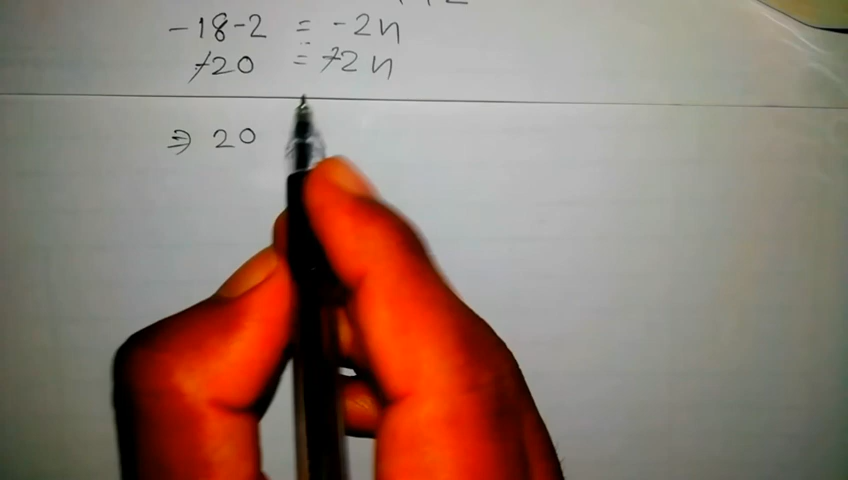 -18-2 = -2n
-20 = -2n
⇒ 20